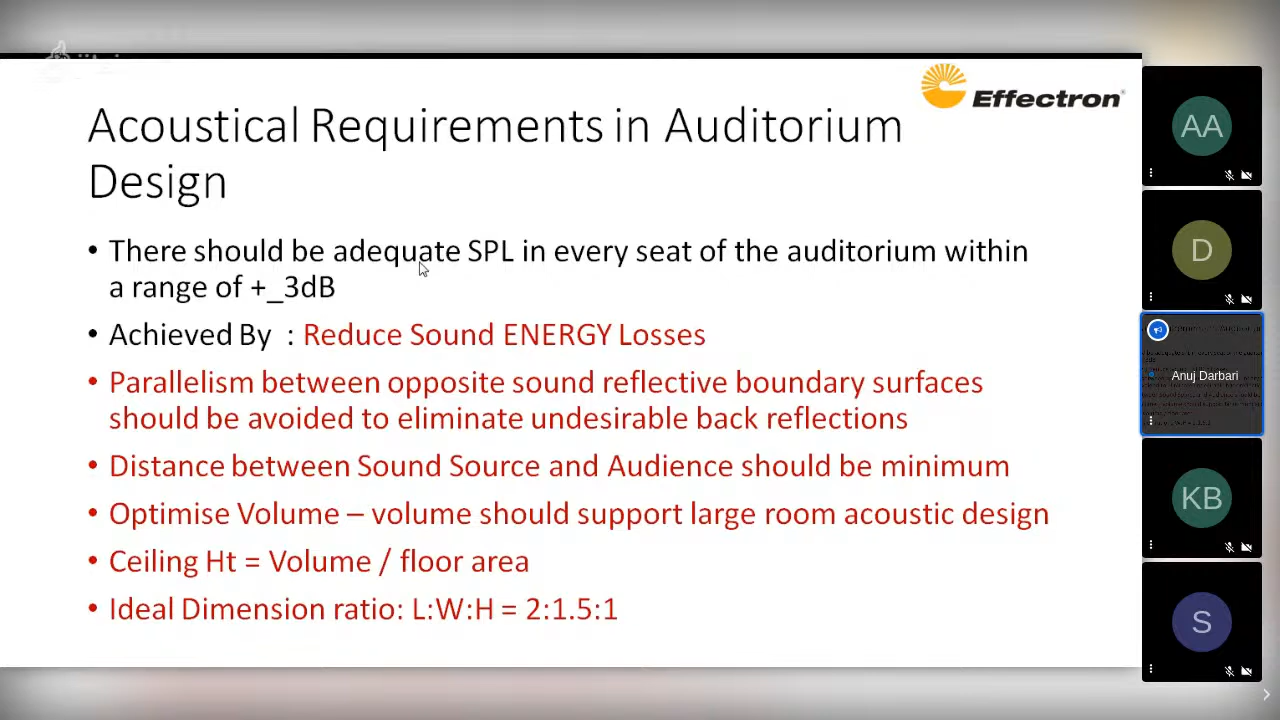 Effectron
Acoustical Requirements in Auditorium
Design
• There should be adequate SPL in every seat of the auditorium within
a range of +_3dB
• Achieved By : Reduce Sound ENERGY Losses
• Parallelism between opposite sound reflective boundary surfaces
should be avoided to eliminate undesirable back reflections
• Distance between Sound Source and Audience should be minimum
• Optimise Volume – volume should support large room acoustic design
• Ceiling Ht = Volume / floor area
• Ideal Dimension ratio: L:W:H = 2:1.5:1
AA
D
Anuj Darbari
KB
S